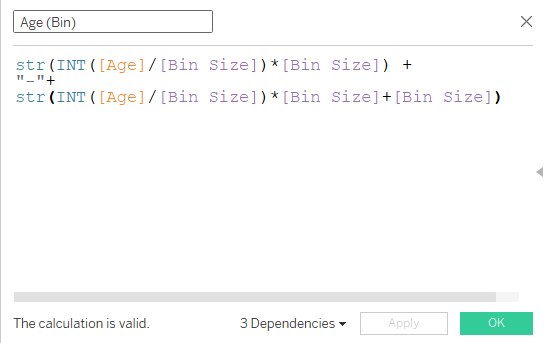 Age (Bin)
str(INT([Age]/[Bin Size])*[Bin Size]) +
"-"+
str(INT([Age]/[Bin Size])*[Bin Size]+[Bin Size])
The calculation is valid.
3 Dependencies
Apply
OK